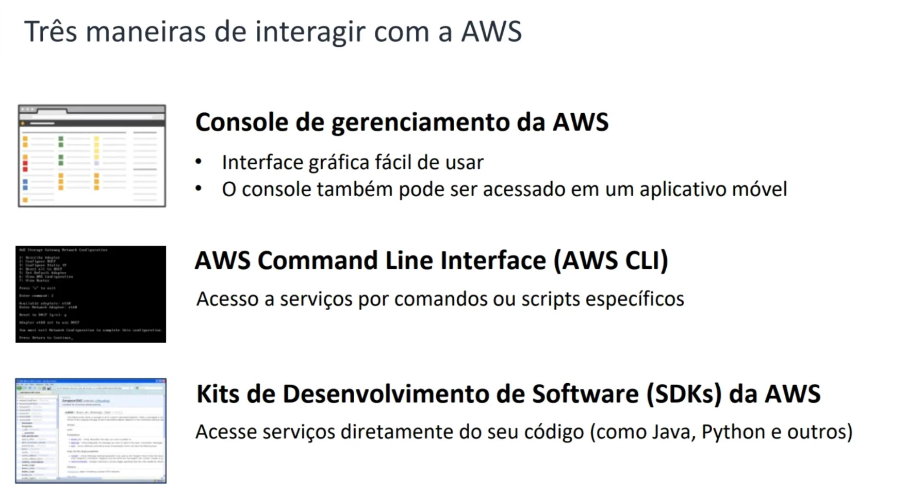 Três maneiras de interagir com a AWS
Console de gerenciamento da AWS
• Interface gráfica fácil de usar
• O console também pode ser acessado em um aplicativo móvel
AWS Command Line Interface (AWS CLI)
Acesso a serviços por comandos ou scripts específicos
Kits de Desenvolvimento de Software (SDKs) da AWS
Acesse serviços diretamente do seu código (como Java, Python e outros)